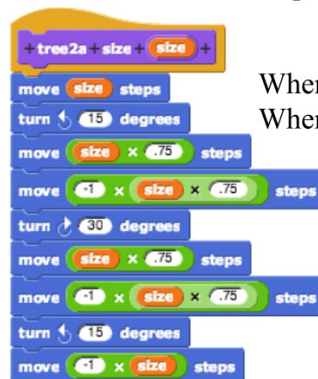 + tree2a + size + size +
move size steps
When
turn 15 degrees
When
move size × .75 steps
move -1 × size × .75 steps
turn 30 degrees
move size × .75 steps
move -1 × size × .75 steps
turn 15 degrees
move -1 × size steps